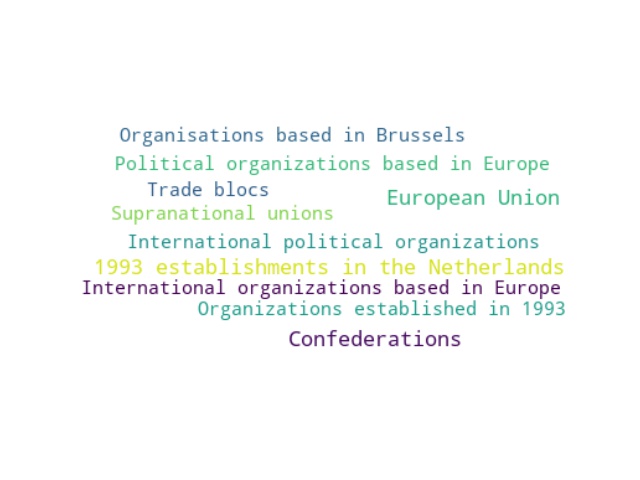 Organisations based in Brussels
Political organizations based in Europe
Trade blocs
European Union
Supranational unions
International political organizations
1993 establishments in the Netherlands
International organizations based in Europe
Organizations established in 1993
Confederations